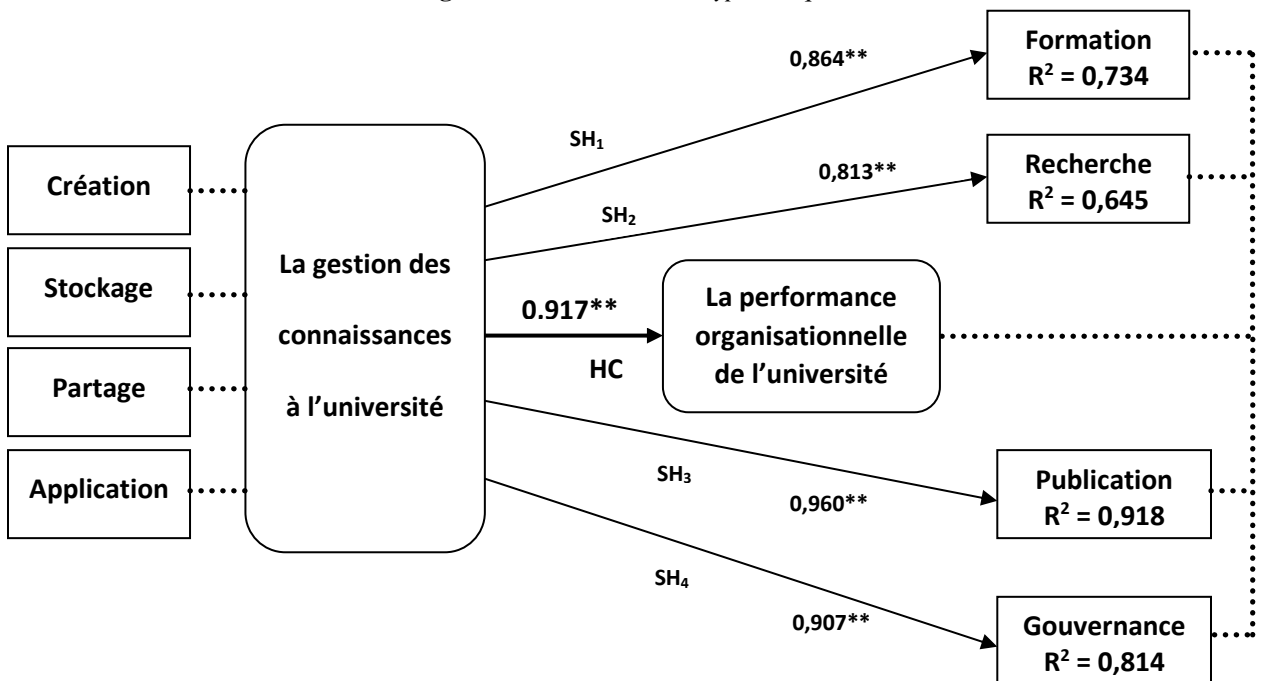 Formation
R² = 0,734
0,864**
SH₁
Recherche
R² = 0,645
0,813**
SH₂
Création
Stockage
Partage
Application
La gestion des
connaissances
à l’université
0.917**
HC
La performance
organisationnelle
de l’université
SH₃
0,960**
Publication
R² = 0,918
SH₄
0,907**
Gouvernance
R² = 0,814